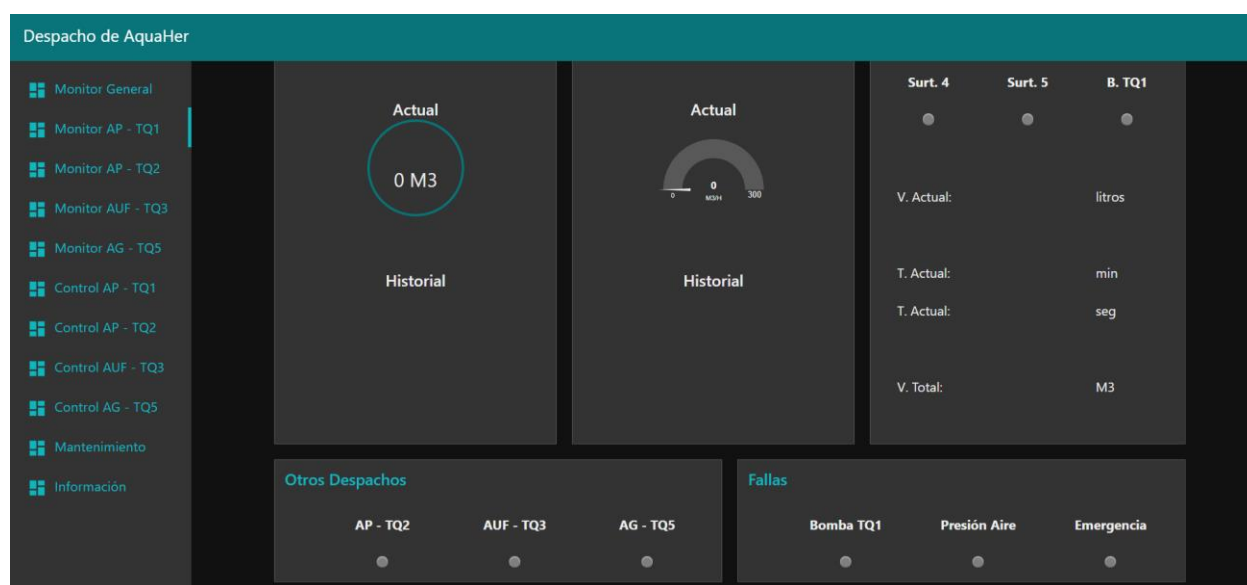 Despacho de AquaHer
Monitor General
Monitor AP - TQ1
Monitor AP - TQ2
Monitor AUF - TQ3
Monitor AG - TQ5
Control AP - TQ1
Control AP - TQ2
Control AUF - TQ3
Control AG - TQ5
Mantenimiento
Información
Actual
0 M3
Historial
Actual
0
M3/H
0 300
Historial
Surt. 4 Surt. 5 B. TQ1
V. Actual: litros
T. Actual: min
T. Actual: seg
V. Total: M3
Otros Despachos
AP - TQ2 AUF - TQ3 AG - TQ5
Fallas
Bomba TQ1 Presión Aire Emergencia